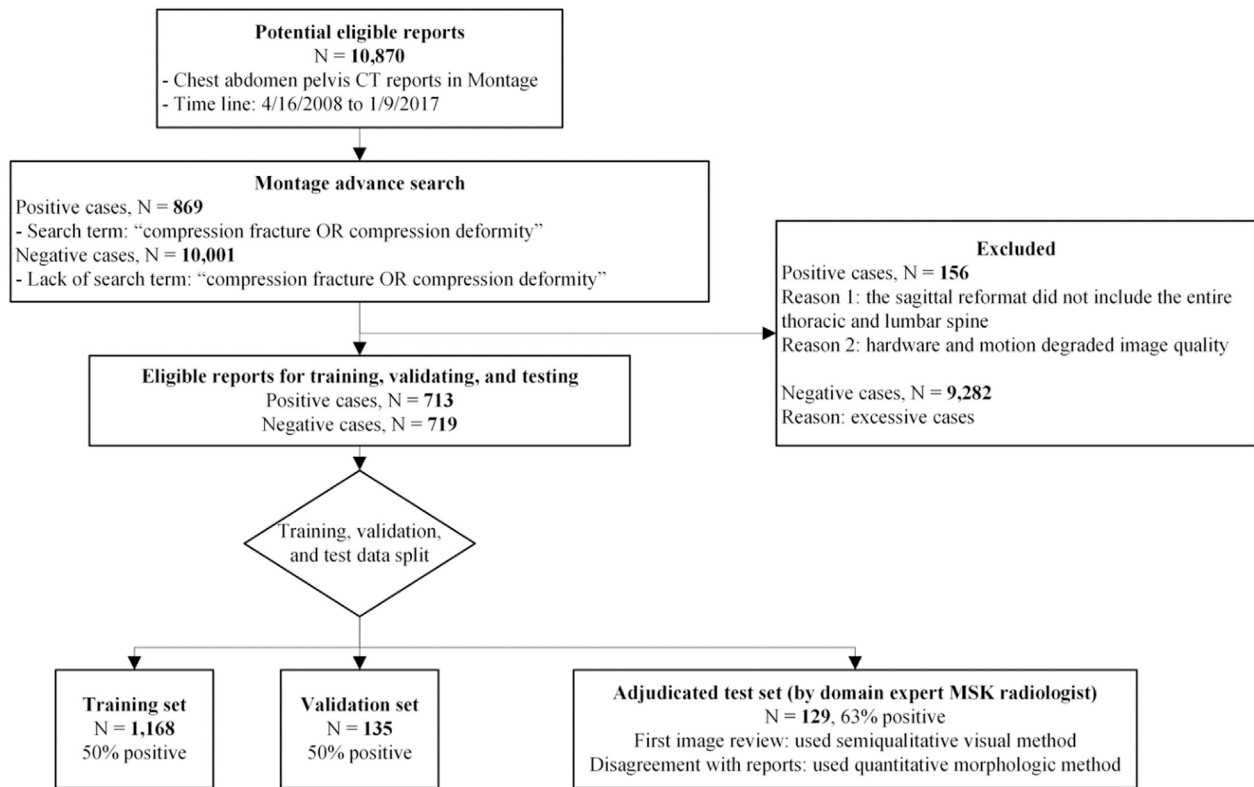 Potential eligible reports
N = 10,870
- Chest abdomen pelvis CT reports in Montage
- Time line: 4/16/2008 to 1/9/2017
Montage advance search
Positive cases, N = 869
- Search term: “compression fracture OR compression deformity”
Negative cases, N = 10,001
- Lack of search term: “compression fracture OR compression deformity”
Excluded
Positive cases, N = 156
Reason 1: the sagittal reformat did not include the entire
thoracic and lumbar spine
Reason 2: hardware and motion degraded image quality
Negative cases, N = 9,282
Reason: excessive cases
Eligible reports for training, validating, and testing
Positive cases, N = 713
Negative cases, N = 719
Training, validation,
and test data split
Training set
N = 1,168
50% positive
Validation set
N = 135
50% positive
Adjudicated test set (by domain expert MSK radiologist)
N = 129, 63% positive
First image review: used semiqualitative visual method
Disagreement with reports: used quantitative morphologic method